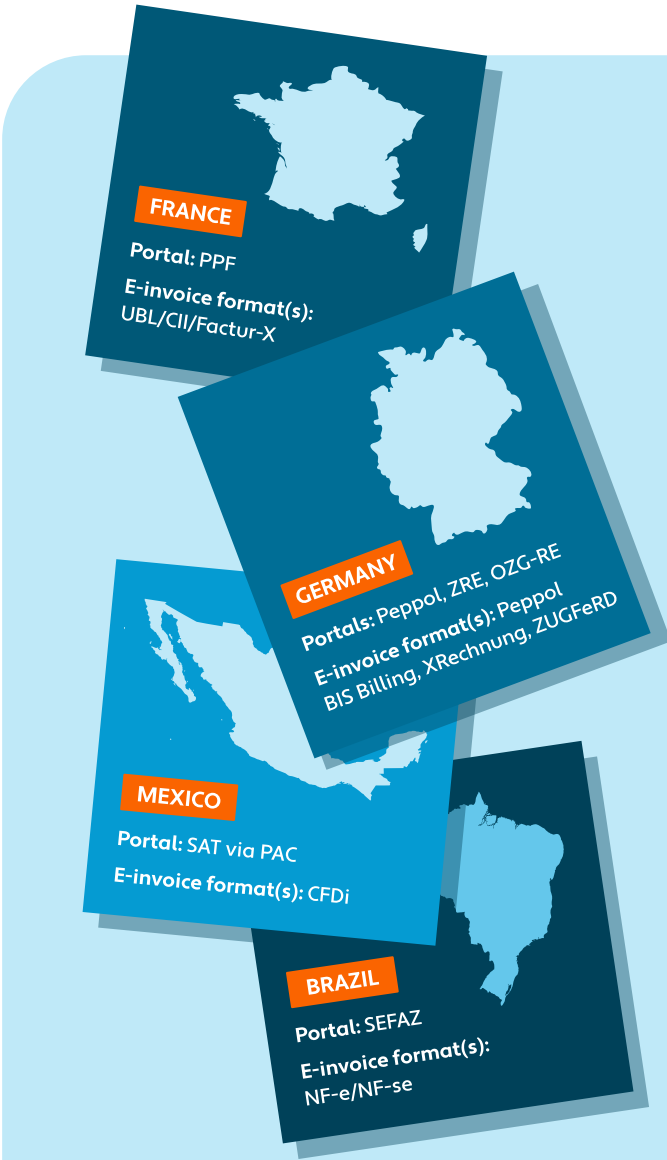 FRANCE
Portal: PPF
E-invoice format(s):
UBL/CII/Factur-X
GERMANY
Portals: Peppol, ZRE, OZG-RE
E-invoice format(s): Peppol
BIS Billing, XRechnung, ZUGFeRD
MEXICO
Portal: SAT via PAC
E-invoice format(s): CFDi
BRAZIL
Portal: SEFAZ
E-invoice format(s):
NF-e/NF-se